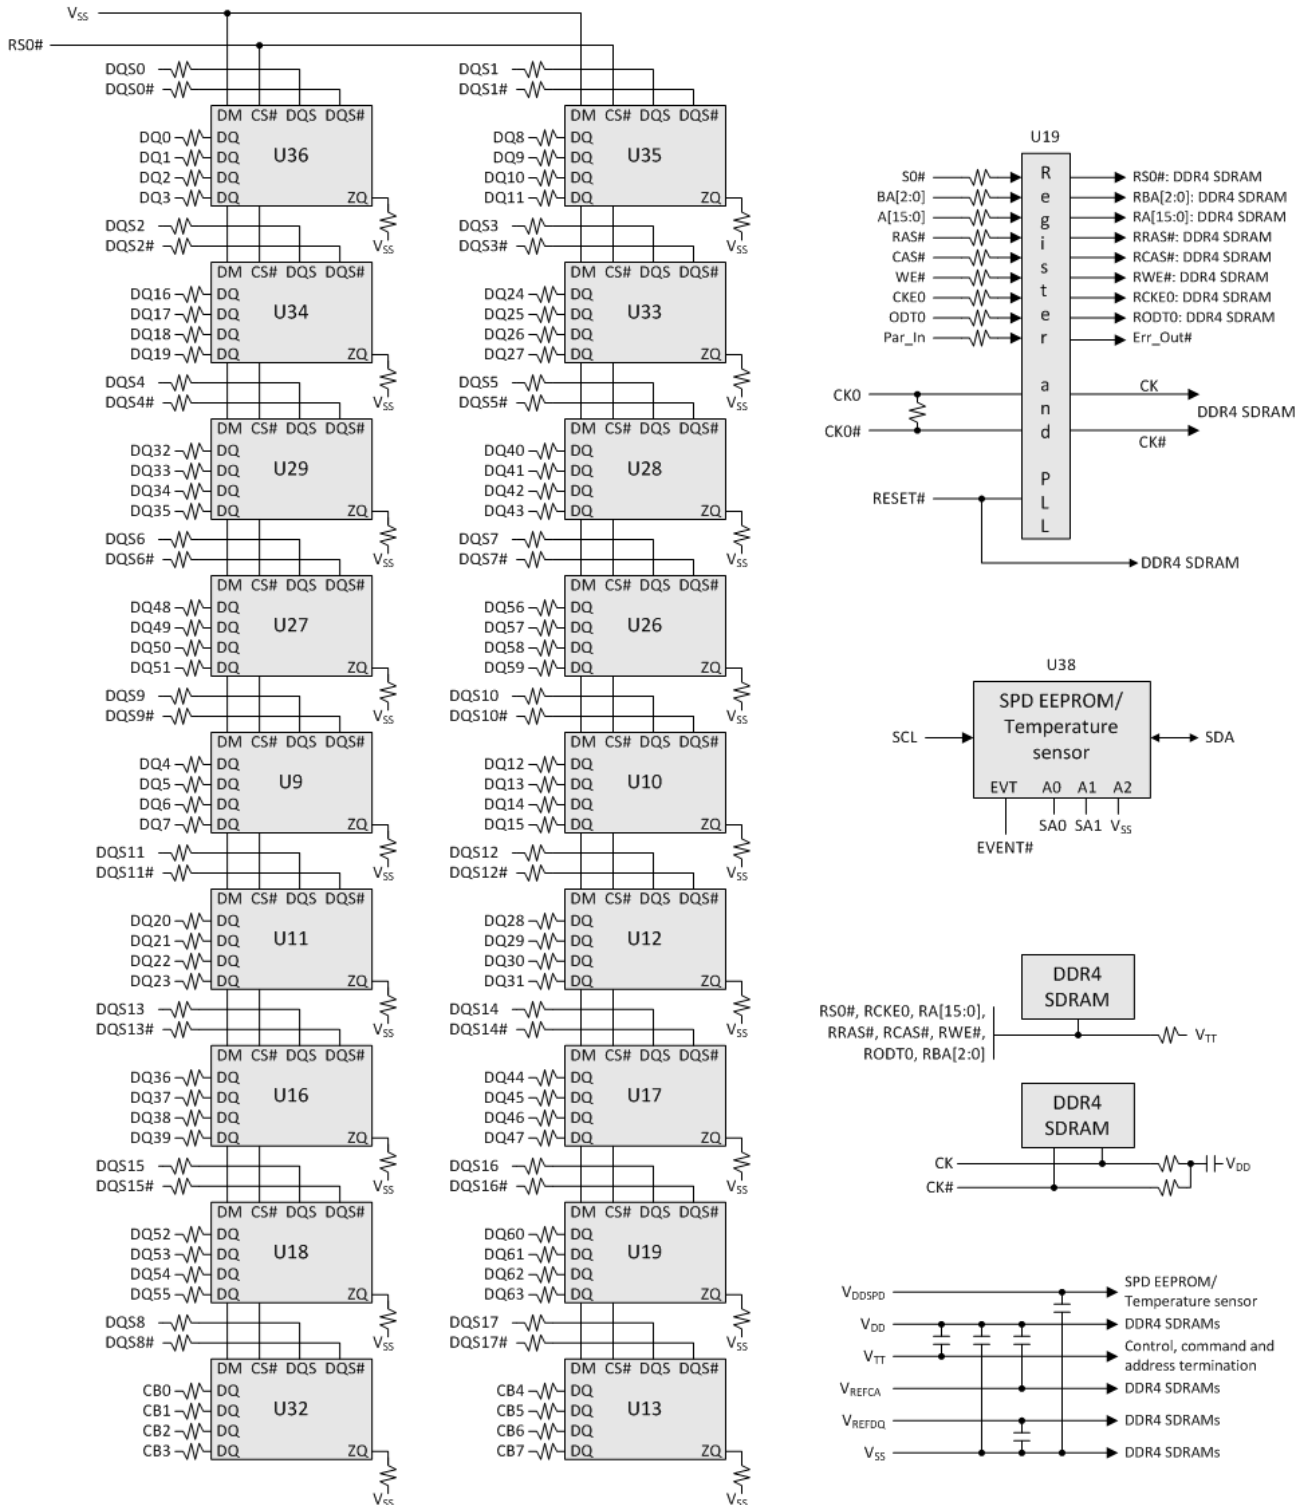 VSS
RS0#
DQS0
DQS0#
DM CS# DQS DQS#
DQ0 DQ
DQ1 DQ
DQ2 DQ
DQ3 DQ
U36
ZQ
VSS
DQS2
DQS2#
DM CS# DQS DQS#
DQ16 DQ
DQ17 DQ
DQ18 DQ
DQ19 DQ
U34
ZQ
VSS
DQS4
DQS4#
DM CS# DQS DQS#
DQ32 DQ
DQ33 DQ
DQ34 DQ
DQ35 DQ
U29
ZQ
VSS
DQS6
DQS6#
DM CS# DQS DQS#
DQ48 DQ
DQ49 DQ
DQ50 DQ
DQ51 DQ
U27
ZQ
VSS
DQS9
DQS9#
DM CS# DQS DQS#
DQ4 DQ
DQ5 DQ
DQ6 DQ
DQ7 DQ
U9
ZQ
VSS
DQS11
DQS11#
DM CS# DQS DQS#
DQ20 DQ
DQ21 DQ
DQ22 DQ
DQ23 DQ
U11
ZQ
VSS
DQS13
DQS13#
DM CS# DQS DQS#
DQ36 DQ
DQ37 DQ
DQ38 DQ
DQ39 DQ
U16
ZQ
VSS
DQS15
DQS15#
DM CS# DQS DQS#
DQ52 DQ
DQ53 DQ
DQ54 DQ
DQ55 DQ
U18
ZQ
VSS
DQS8
DQS8#
DM CS# DQS DQS#
CB0 DQ
CB1 DQ
CB2 DQ
CB3 DQ
U32
ZQ
VSS
DQS1
DQS1#
DM CS# DQS DQS#
DQ8 DQ
DQ9 DQ
DQ10 DQ
DQ11 DQ
U35
ZQ
VSS
DQS3
DQS3#
DM CS# DQS DQS#
DQ24 DQ
DQ25 DQ
DQ26 DQ
DQ27 DQ
U33
ZQ
VSS
DQS5
DQS5#
DM CS# DQS DQS#
DQ40 DQ
DQ41 DQ
DQ42 DQ
DQ43 DQ
U28
ZQ
VSS
DQS7
DQS7#
DM CS# DQS DQS#
DQ56 DQ
DQ57 DQ
DQ58 DQ
DQ59 DQ
U26
ZQ
VSS
DQS10
DQS10#
DM CS# DQS DQS#
DQ12 DQ
DQ13 DQ
DQ14 DQ
DQ15 DQ
U10
ZQ
VSS
DQS12
DQS12#
DM CS# DQS DQS#
DQ28 DQ
DQ29 DQ
DQ30 DQ
DQ31 DQ
U12
ZQ
VSS
DQS14
DQS14#
DM CS# DQS DQS#
DQ44 DQ
DQ45 DQ
DQ46 DQ
DQ47 DQ
U17
ZQ
VSS
DQS16
DQS16#
DM CS# DQS DQS#
DQ60 DQ
DQ61 DQ
DQ62 DQ
DQ63 DQ
U19
ZQ
VSS
DQS17
DQS17#
DM CS# DQS DQS#
CB4 DQ
CB5 DQ
CB6 DQ
CB7 DQ
U13
ZQ
VSS
U19
Register and PLL
S0# RS0#: DDR4 SDRAM
BA[2:0] RBA[2:0]: DDR4 SDRAM
A[15:0] RA[15:0]: DDR4 SDRAM
RAS# RRAS#: DDR4 SDRAM
CAS# RCAS#: DDR4 SDRAM
WE# RWE#: DDR4 SDRAM
CKE0 RCKE0: DDR4 SDRAM
ODT0 RODT0: DDR4 SDRAM
Par_In Err_Out#
CK0 CK
DDR4 SDRAM
CK0# CK#
RESET#
DDR4 SDRAM
U38
SPD EEPROM/
Temperature
sensor
SCL SDA
EVT A0 A1 A2
SA0 SA1 VSS
EVENT#
DDR4
SDRAM
RS0#, RCKE0, RA[15:0],
RRAS#, RCAS#, RWE#,
RODT0, RBA[2:0]
VTT
DDR4
SDRAM
CK
CK#
VDD
VDDSPD SPD EEPROM/
Temperature sensor
VDD DDR4 SDRAMs
VTT Control, command and
address termination
VREFCA DDR4 SDRAMs
VREFDQ DDR4 SDRAMs
VSS DDR4 SDRAMs